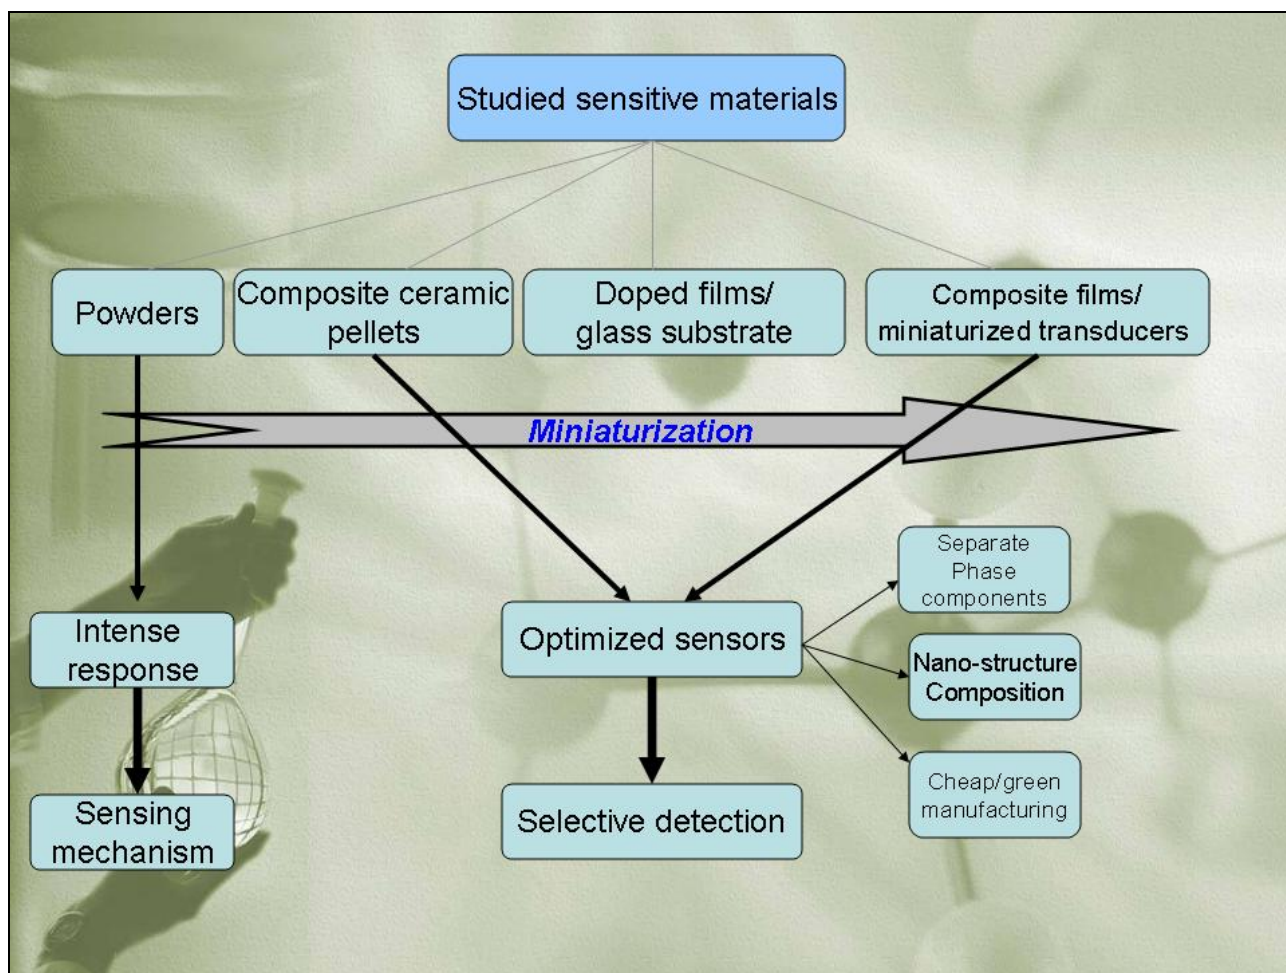 Studied sensitive materials
Powders
Composite ceramic
pellets
Doped films/
glass substrate
Composite films/
miniaturized transducers
Miniaturization
Intense
response
Optimized sensors
Separate
Phase
components
Nano-structure
Composition
Cheap/green
manufacturing
Sensing
mechanism
Selective detection